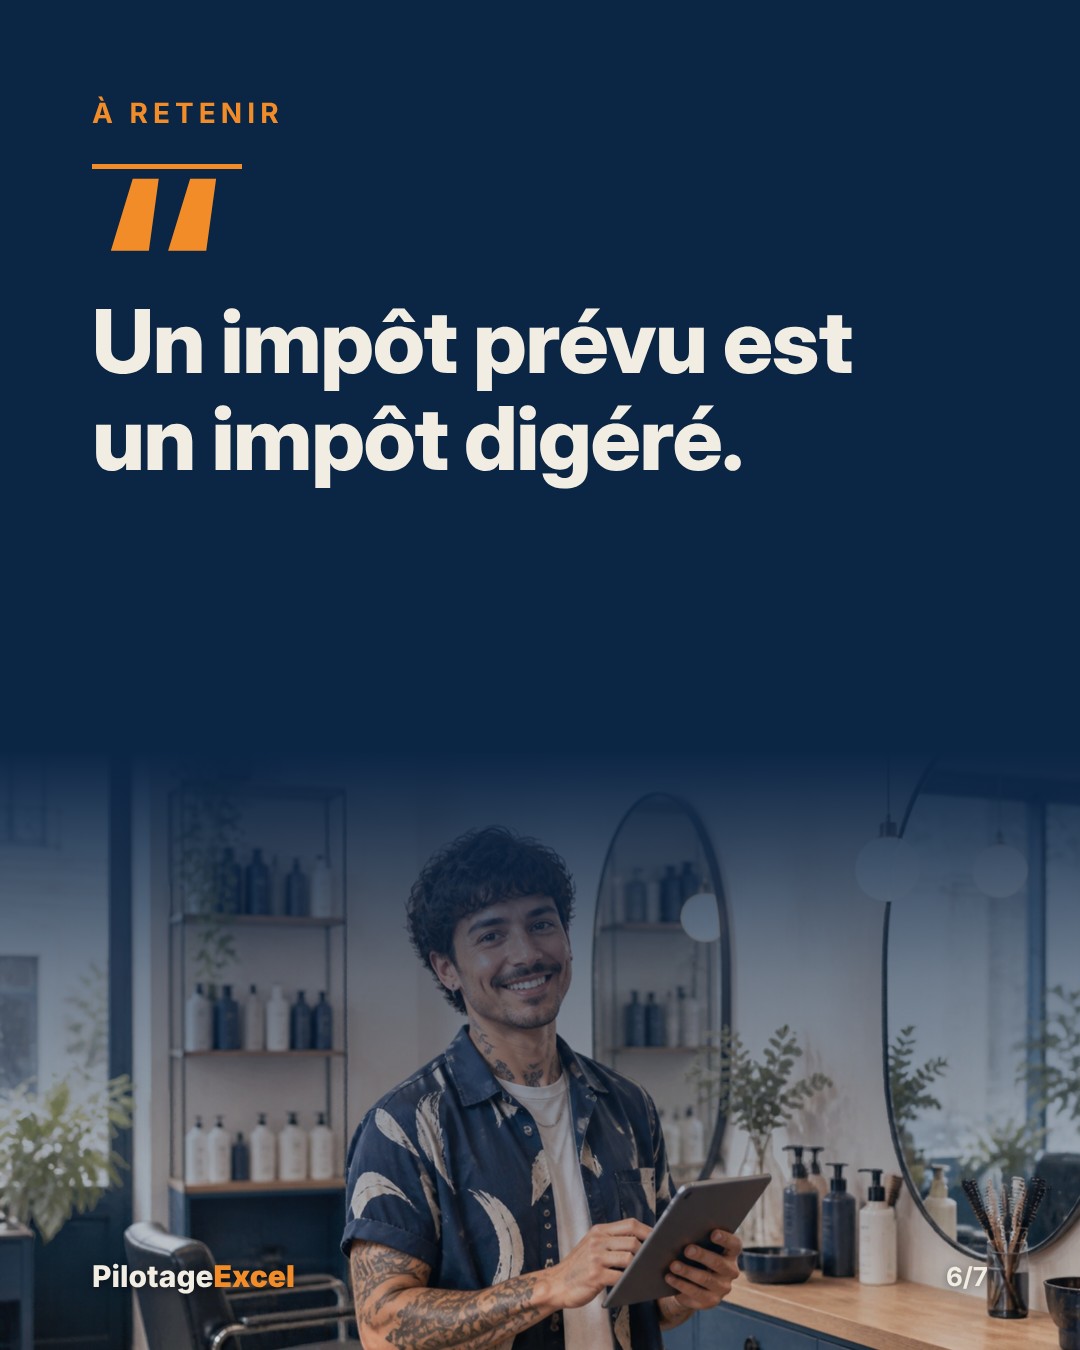 À RETENIR
"
Un impôt prévu est
un impôt digéré.
PilotageExcel
6/7